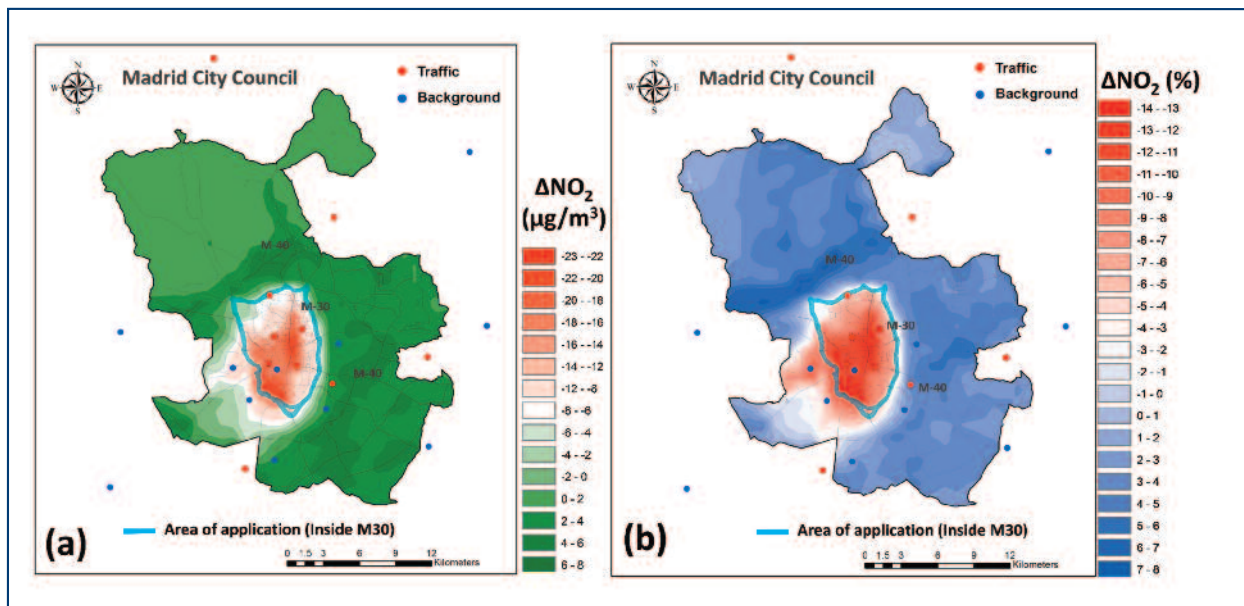 Madrid City Council
N
W E
S
Traffic
Background
ΔNO₂
(µg/m³)
-23 - -22
-22 - -20
-20 - -18
-18 - -16
-16 - -14
-14 - -12
-12 - -8
-8 - -6
-6 - -4
-4 - -2
-2 - 0
0 - 2
2 - 4
4 - 6
6 - 8
M-40
M-30
M-40
(a)
Area of application (Inside M30)
0 1.5 3 6 9 12
Kilometers
Madrid City Council
N
W E
S
Traffic
Background
ΔNO₂ (%)
-14 - -13
-13 - -12
-12 - -11
-11 - -10
-10 - -9
-9 - -8
-8 - -7
-7 - -6
-6 - -5
-5 - -4
-4 - -3
-3 - -2
-2 - -1
-1 - 0
0 - 1
1 - 2
2 - 3
3 - 4
4 - 5
5 - 6
6 - 7
7 - 8
M-40
M-30
M-40
(b)
Area of application (Inside M30)
0 1.5 3 6 9 12
Kilometers